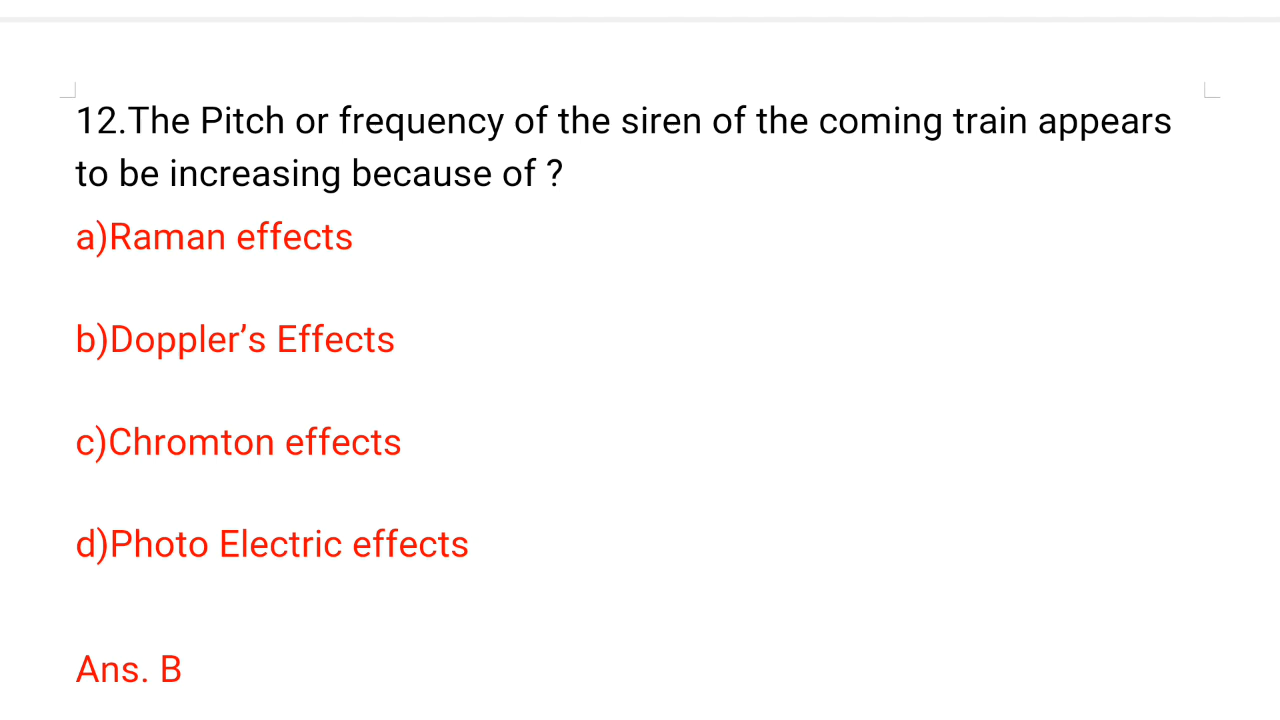 12.The Pitch or frequency of the siren of the coming train appears
to be increasing because of ?
a)Raman effects
b)Doppler’s Effects
c)Chromton effects
d)Photo Electric effects
Ans. B